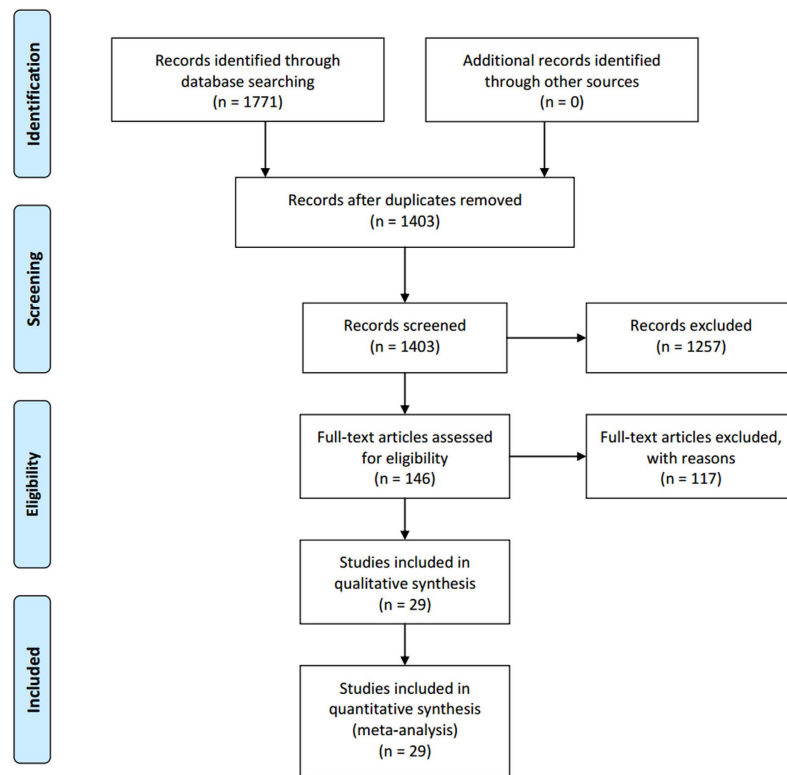 Identification
Records identified through
database searching
(n = 1771)
Additional records identified
through other sources
(n = 0)
Records after duplicates removed
(n = 1403)
Screening
Records screened
(n = 1403)
Records excluded
(n = 1257)
Eligibility
Full-text articles assessed
for eligibility
(n = 146)
Full-text articles excluded,
with reasons
(n = 117)
Studies included in
qualitative synthesis
(n = 29)
Included
Studies included in
quantitative synthesis
(meta-analysis)
(n = 29)